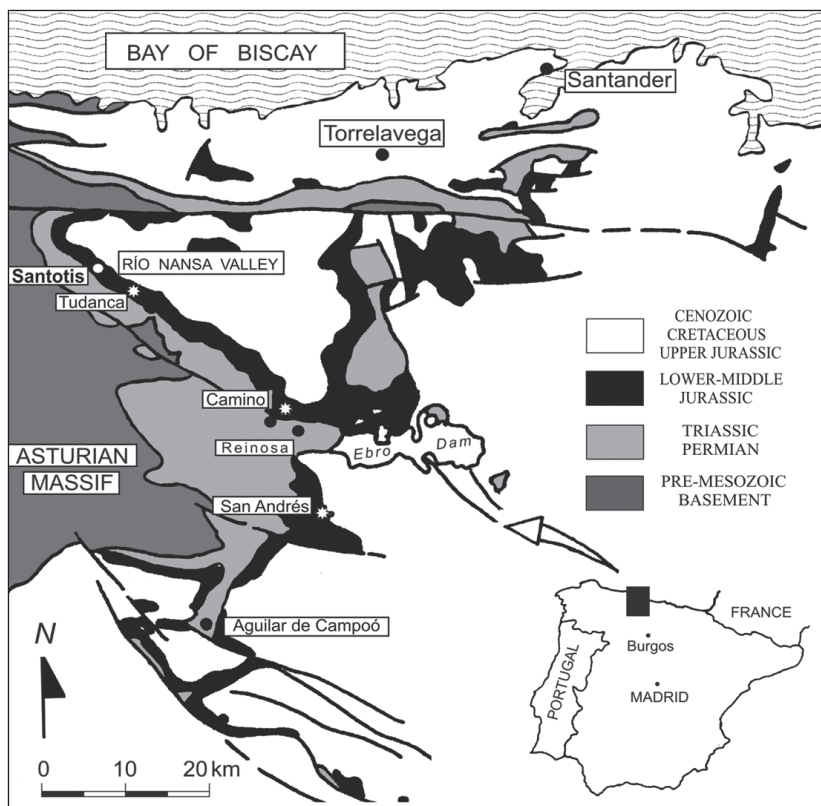 BAY OF BISCAY
Santander
Torrelavega
RÍO NANSA VALLEY
Santotis
Tudanca
CENOZOIC
CRETACEOUS
UPPER JURASSIC
LOWER-MIDDLE
JURASSIC
TRIASSIC
PERMIAN
PRE-MESOZOIC
BASEMENT
Camino
Reinosa
Ebro Dam
ASTURIAN
MASSIF
San Andrés
Aguilar de Campoó
N
0 10 20 km
FRANCE
Burgos
MADRID
PORTUGAL